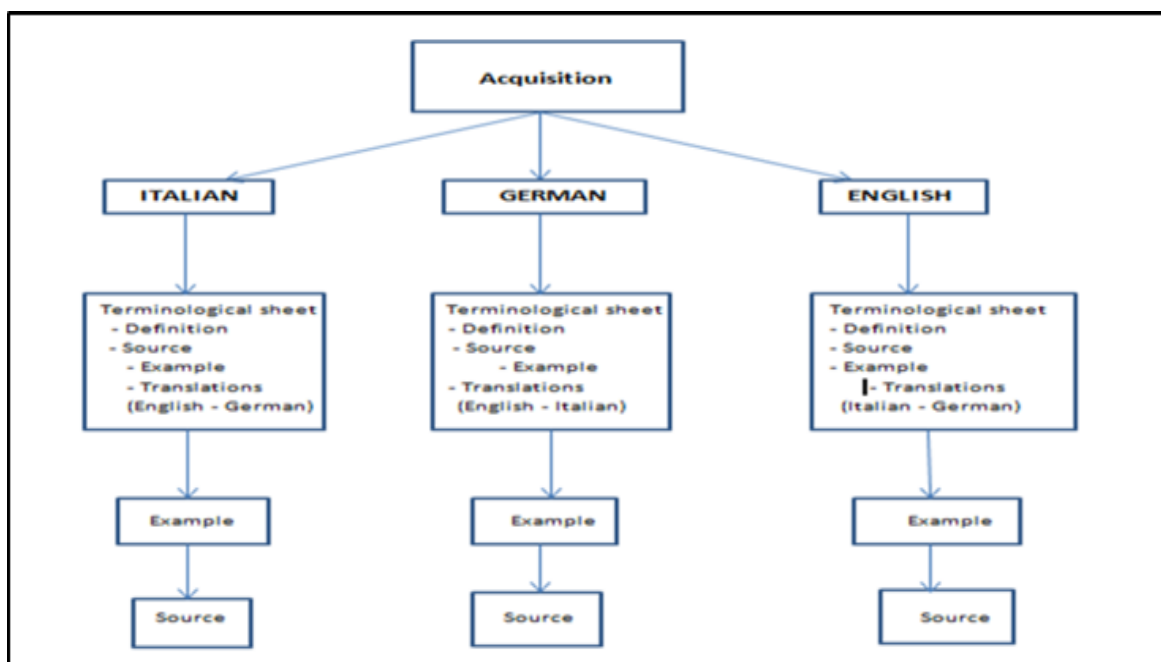 Acquisition
ITALIAN
GERMAN
ENGLISH
Terminological sheet
- Definition
- Source
- Example
- Translations
(English - German)
Terminological sheet
- Definition
- Source
- Example
- Translations
(English - Italian)
Terminological sheet
- Definition
- Source
- Example
- Translations
(Italian - German)
Example
Example
Example
Source
Source
Source